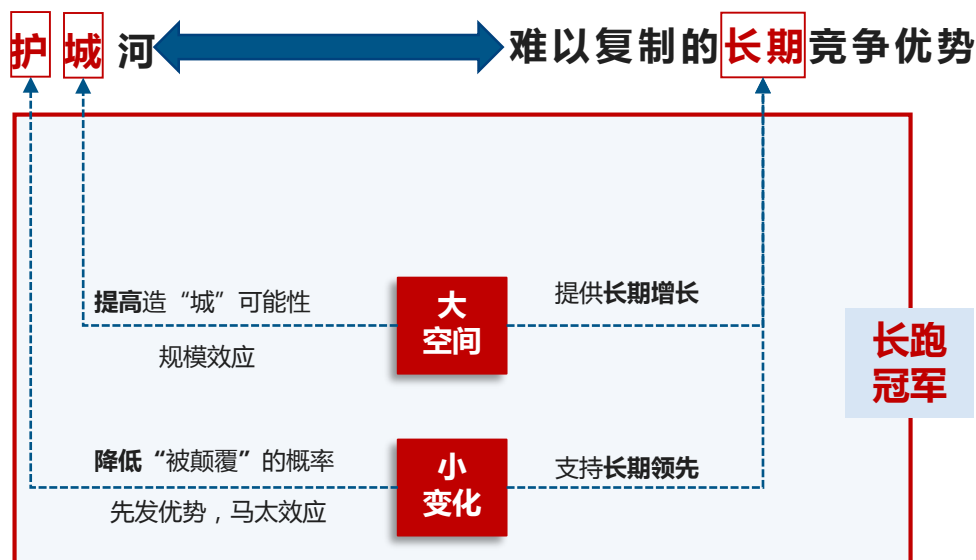 护城河 难以复制的长期竞争优势
提高造“城”可能性
规模效应
大
空间
提供长期增长
长跑
冠军
降低“被颠覆”的概率
先发优势，马太效应
小
变化
支持长期领先